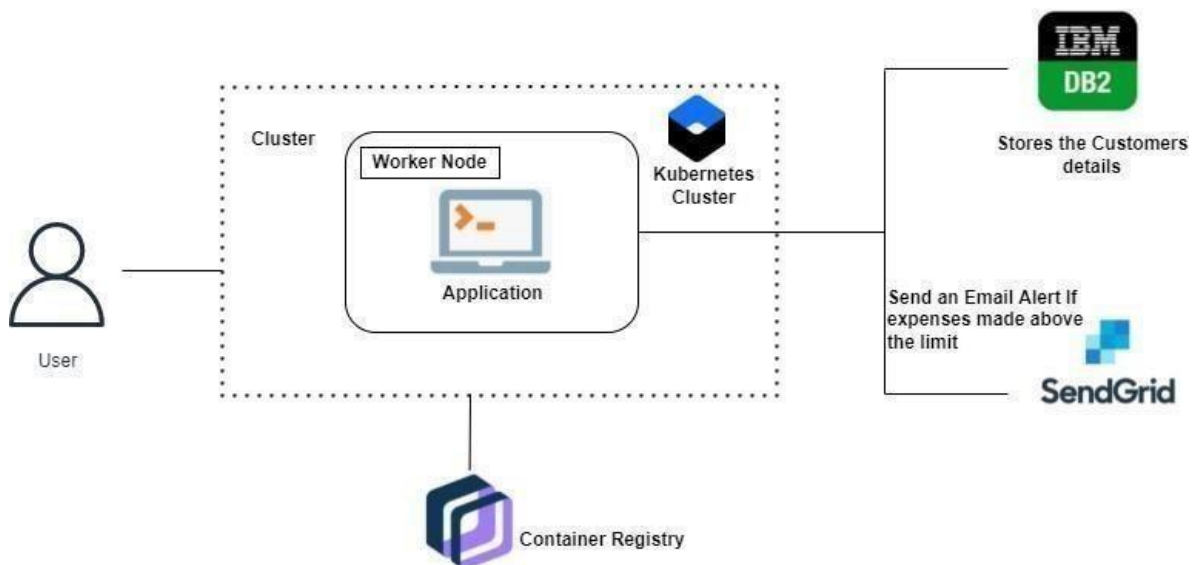 IBM
DB2
Stores the Customers
details
Cluster
Worker Node
Kubernetes
Cluster
Application
User
Send an Email Alert If
expenses made above
the limit
SendGrid
Container Registry